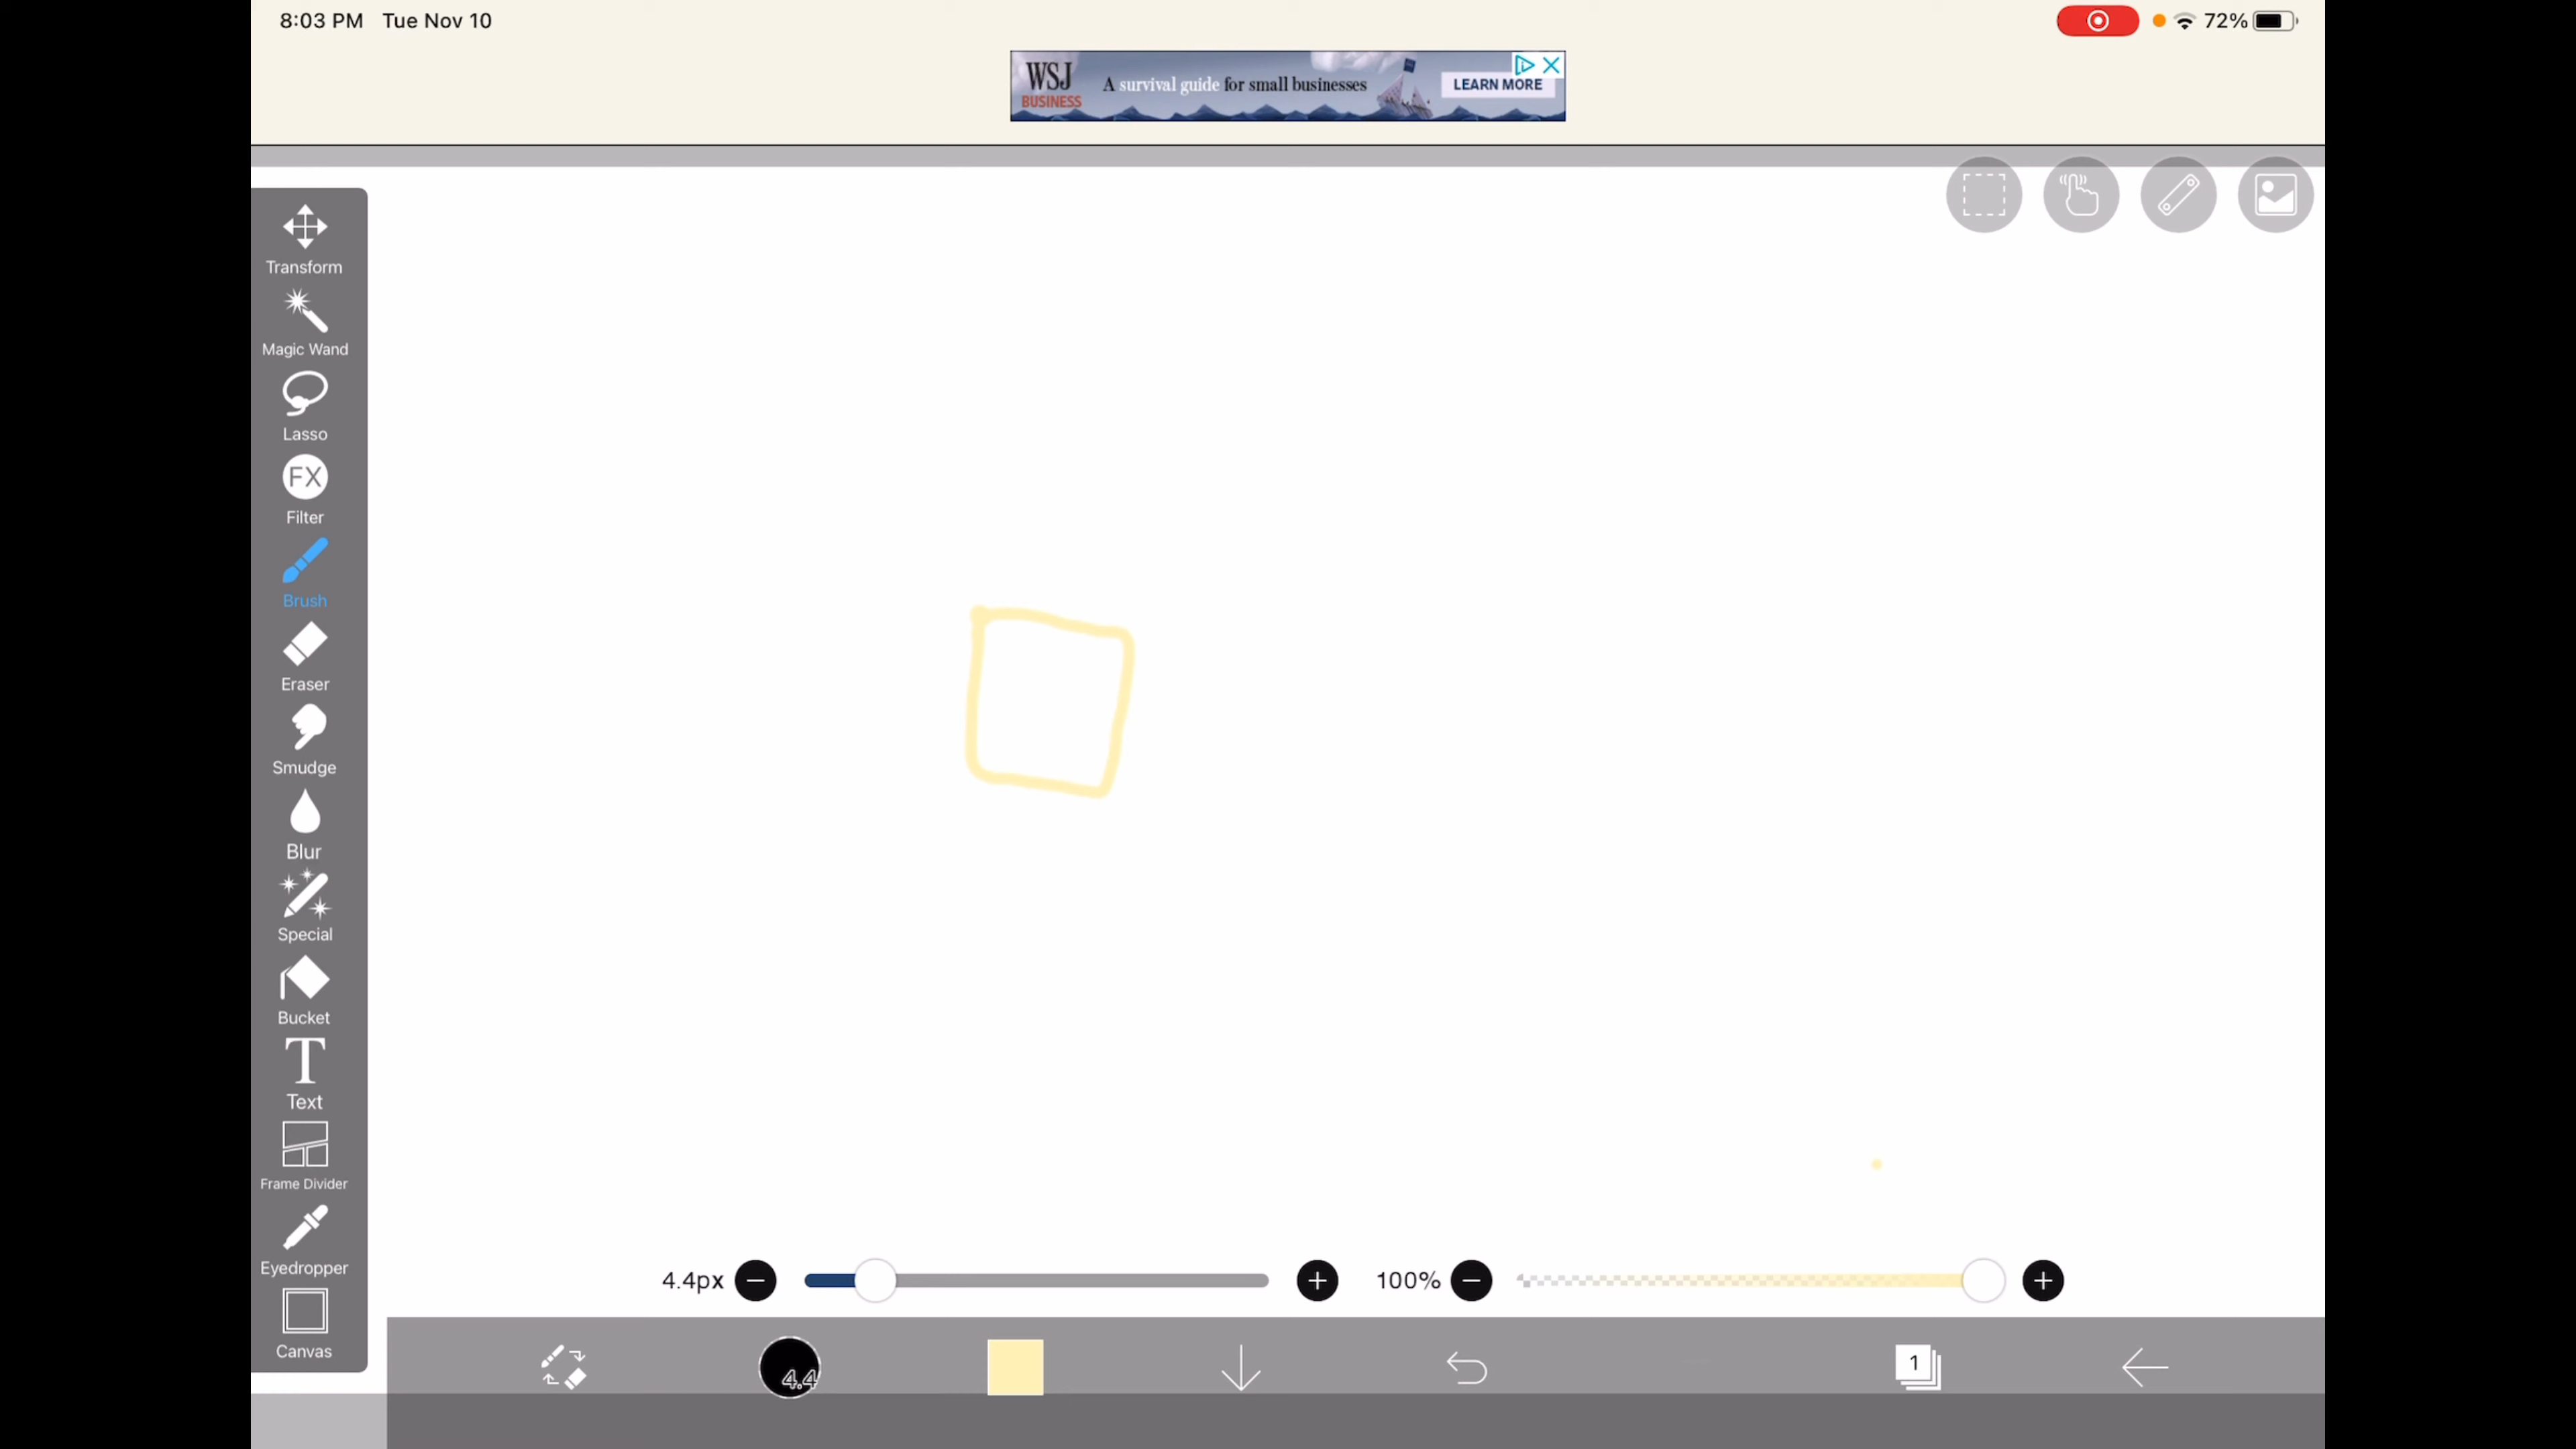 8:03 PM Tue Nov 10
72%
WSJ
BUSINESS
A survival guide for small businesses
LEARN MORE
Transform
Magic Wand
Lasso
FX
Filter
Brush
Eraser
Smudge
Blur
Special
Bucket
T
Text
Frame Divider
Eyedropper
Canvas
4.4px
100%
4.4
1